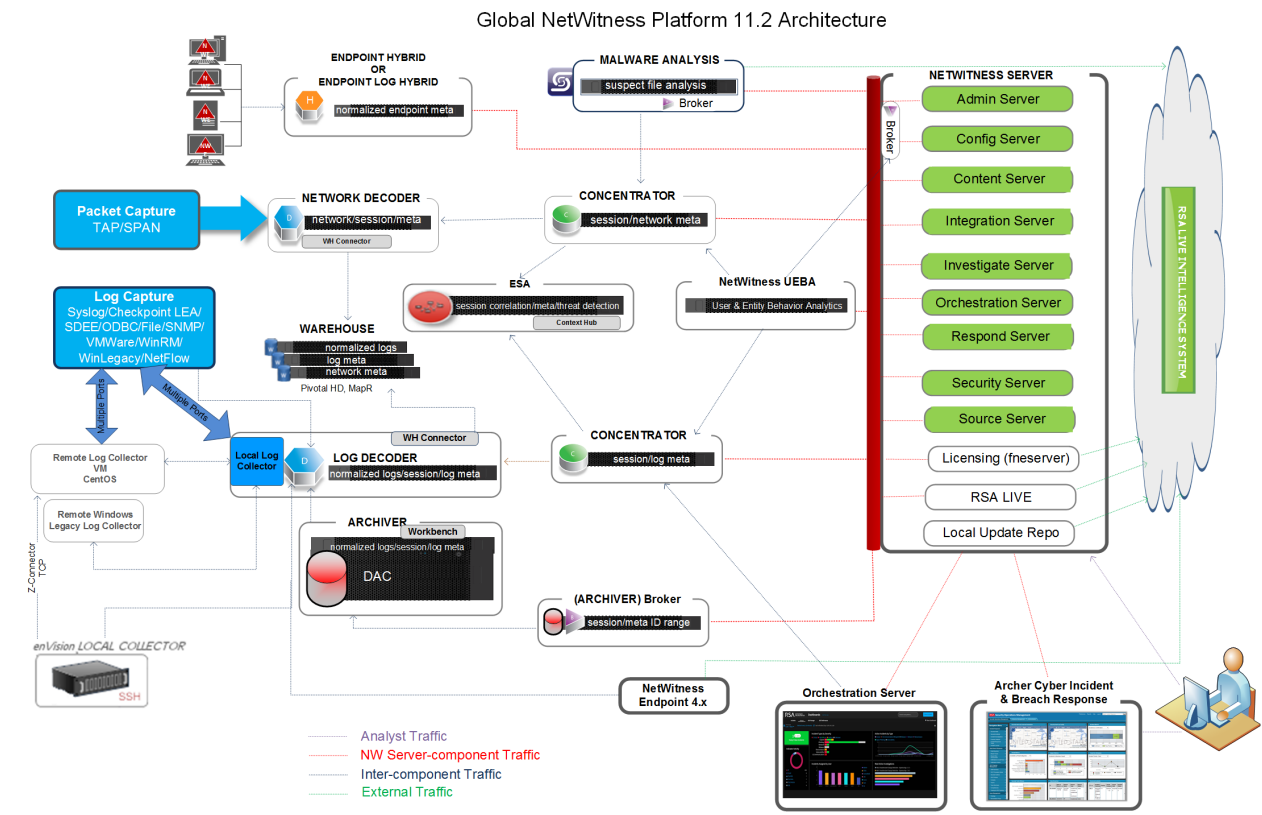 Global NetWitness Platform 11.2 Architecture
ENDPOINT HYBRID
OR
ENDPOINT LOG HYBRID
H
normalized endpoint meta
N
N
N
NW
MALWARE ANALYSIS
suspect file analysis
Broker
NETWITNESS SERVER
Broker
Admin Server
Config Server
Content Server
Integration Server
Investigate Server
Orchestration Server
Respond Server
Security Server
Source Server
Licensing (fneserver)
RSA LIVE
Local Update Repo
RSA LIVE INTELLIGENCE SYSTEM
Packet Capture
TAP/SPAN
NETWORK DECODER
D
network/session/meta
WH Connector
CONCENTRATOR
C
session/network meta
Log Capture
Syslog/Checkpoint LEA/
SDEE/ODBC/File/SNMP/
VMWare/WinRM/
WinLegacy/NetFlow
ESA
session correlation/meta/threat detection
Context Hub
NetWitness UEBA
User & Entity Behavior Analytics
WAREHOUSE
normalized logs
log meta
network meta
Pivotal HD, MapR
Multiple Ports
Multiple Ports
Remote Log Collector
VM
CentOS
Remote Windows
Legacy Log Collector
Local Log
Collector
WH Connector
D
LOG DECODER
normalized logs/session/log meta
CONCENTRATOR
C
session/log meta
ARCHIVER
Workbench
normalized logs/session/log meta
DAC
Z-Connector
TCP
(ARCHIVER) Broker
session/meta ID range
enVision LOCAL COLLECTOR
SSH
NetWitness
Endpoint 4.x
Orchestration Server
RSA
Archer Cyber Incident
& Breach Response
Analyst Traffic
NW Server-component Traffic
Inter-component Traffic
External Traffic